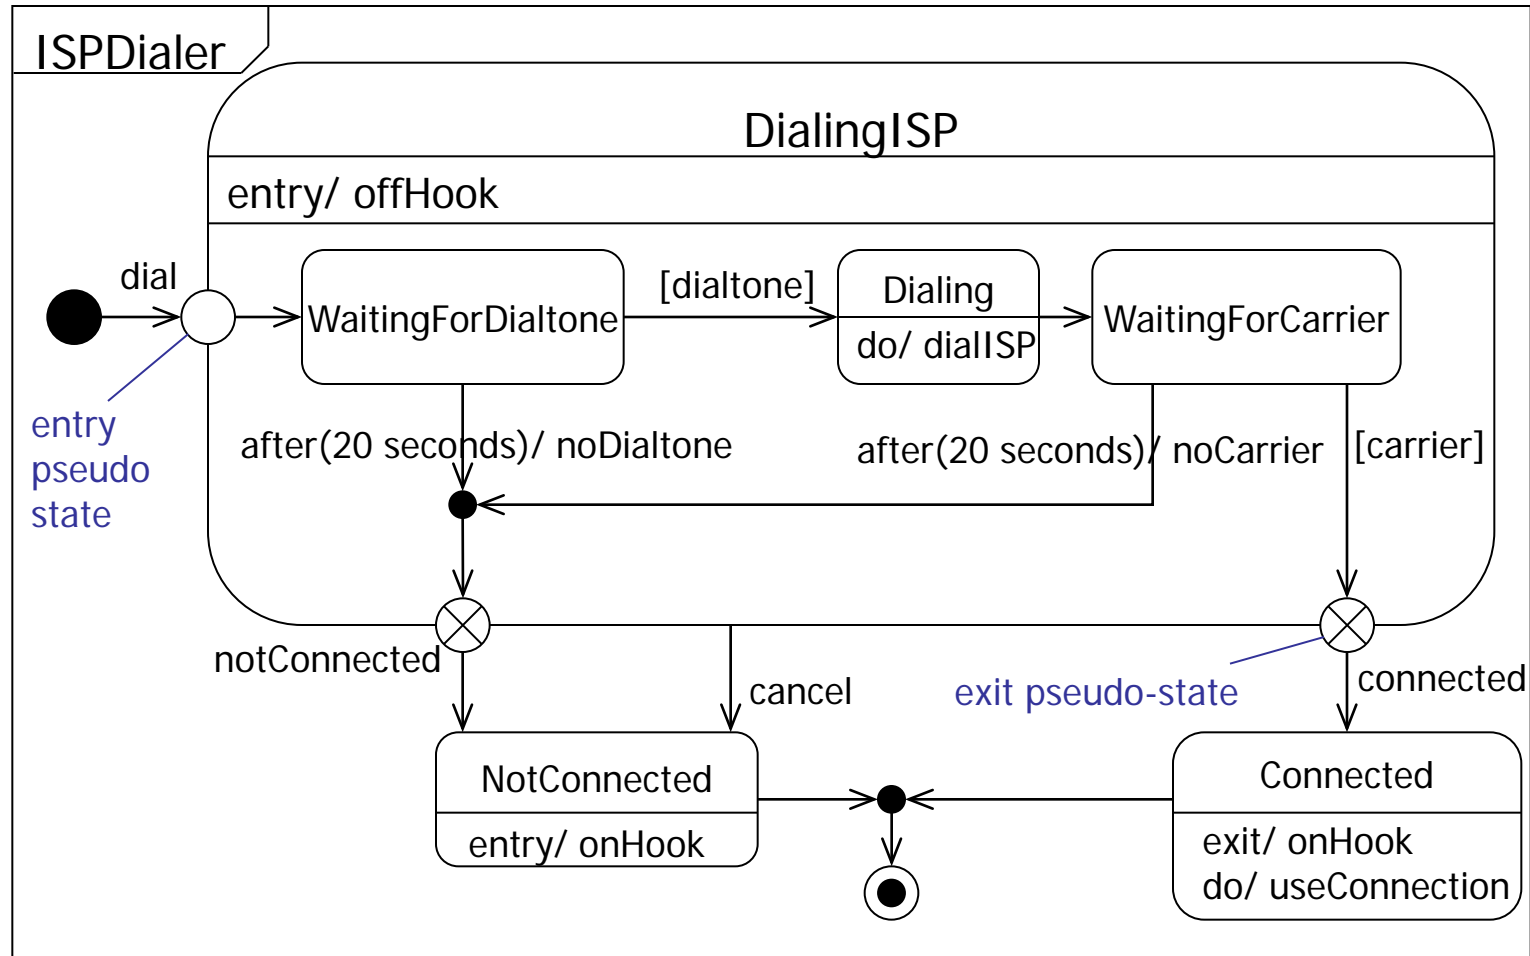 ISPDialer
DialingISP
entry/ offHook
dial
WaitingForDialtone
[dialtone]
Dialing
do/ dialISP
WaitingForCarrier
entry
pseudo
state
after(20 seconds)/ noDialtone
after(20 seconds)/ noCarrier
[carrier]
notConnected
cancel
exit pseudo-state
connected
NotConnected
entry/ onHook
Connected
exit/ onHook
do/ useConnection